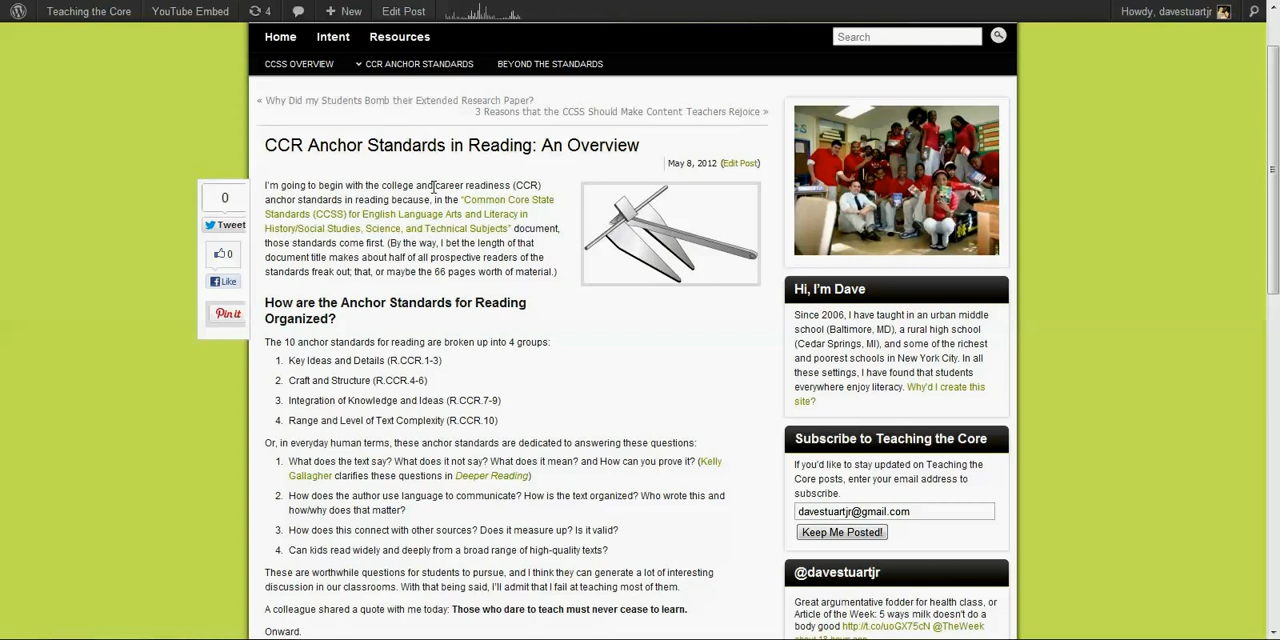 Teaching the Core YouTube Embed 4 + New Edit Post Howdy, davestuartjr
Home Intent Resources Search
CCSS OVERVIEW CCR ANCHOR STANDARDS BEYOND THE STANDARDS
« Why Did my Students Bomb their Extended Research Paper?
3 Reasons that the CCSS Should Make Content Teachers Rejoice »
CCR Anchor Standards in Reading: An Overview
May 8, 2012 (Edit Post)
0
Tweet
0
Like
Pin it
I'm going to begin with the college and career readiness (CCR)
anchor standards in reading because, in the "Common Core State
Standards (CCSS) for English Language Arts and Literacy in
History/Social Studies, Science, and Technical Subjects" document,
those standards come first. (By the way, I bet the length of that
document title makes about half of all prospective readers of the
standards freak out; that, or maybe the 66 pages worth of material.)
How are the Anchor Standards for Reading
Organized?
The 10 anchor standards for reading are broken up into 4 groups:
1. Key Ideas and Details (R.CCR.1-3)
2. Craft and Structure (R.CCR.4-6)
3. Integration of Knowledge and Ideas (R.CCR.7-9)
4. Range and Level of Text Complexity (R.CCR.10)
Or, in everyday human terms, these anchor standards are dedicated to answering these questions:
1. What does the text say? What does it not say? What does it mean? and How can you prove it? (Kelly
Gallagher clarifies these questions in Deeper Reading)
2. How does the author use language to communicate? How is the text organized? Who wrote this and
how/why does that matter?
3. How does this connect with other sources? Does it measure up? Is it valid?
4. Can kids read widely and deeply from a broad range of high-quality texts?
These are worthwhile questions for students to pursue, and I think they can generate a lot of interesting
discussion in our classrooms. With that being said, I'll admit that I fail at teaching most of them.
A colleague shared a quote with me today: Those who dare to teach must never cease to learn.
Onward.
Hi, I'm Dave
Since 2006, I have taught in an urban middle
school (Baltimore, MD), a rural high school
(Cedar Springs, MI), and some of the richest
and poorest schools in New York City. In all
these settings, I have found that students
everywhere enjoy literacy. Why'd I create this
site?
Subscribe to Teaching the Core
If you'd like to stay updated on Teaching the
Core posts, enter your email address to
subscribe.
davestuartjr@gmail.com
Keep Me Posted!
@davestuartjr
Great argumentative fodder for health class, or
Article of the Week: 5 ways milk doesn't do a
body good http://t.co/uoGX75cN @TheWeek